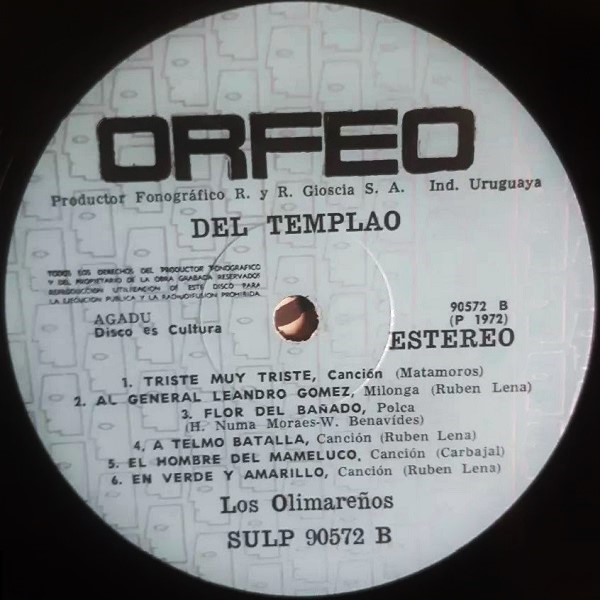 ORFEO
Productor Fonográfico R. y R. Gioscia S. A. Ind. Uruguaya
DEL TEMPLAO
TODOS LOS DERECHOS DEL PRODUCTOR FONOGRAFICO
Y DEL PROPIETARIO DE LA OBRA GRABADA RESERVADOS
REPRODUCCION UTILIZACION DE ESTE DISCO PARA
LA EJECUCION PUBLICA Y LA RADIODIFUSION PROHIBIDA.
AGADU
Disco es Cultura
90572 B
(P 1972)
ESTEREO
1. TRISTE MUY TRISTE, Canción (Matamoros)
2. AL GENERAL LEANDRO GOMEZ, Milonga (Ruben Lena)
3. FLOR DEL BAÑADO, Polca
(H. Numa Moraes-W. Benavídes)
4. A TELMO BATALLA, Canción (Ruben Lena)
5. EL HOMBRE DEL MAMELUCO, Canción (Carbajal)
6. EN VERDE Y AMARILLO, Canción (Ruben Lena)
Los Olimareños
SULP 90572 B